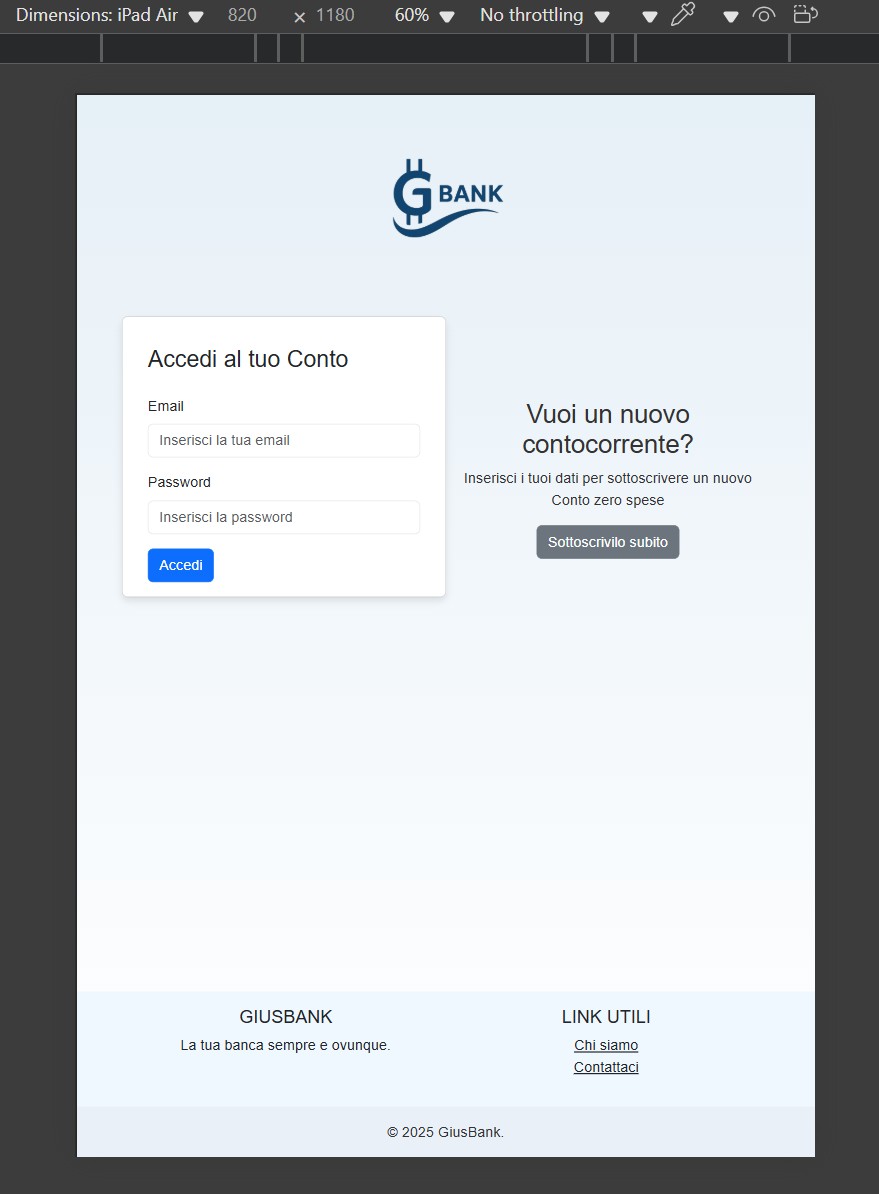 Dimensions: iPad Air 820 × 1180 60% No throttling
G BANK
Accedi al tuo Conto
Email
Inserisci la tua email
Password
Inserisci la password
Accedi
Vuoi un nuovo
contocorrente?
Inserisci i tuoi dati per sottoscrivere un nuovo
Conto zero spese
Sottoscrivilo subito
GIUSBANK
La tua banca sempre e ovunque.
LINK UTILI
Chi siamo
Contattaci
© 2025 GiusBank.